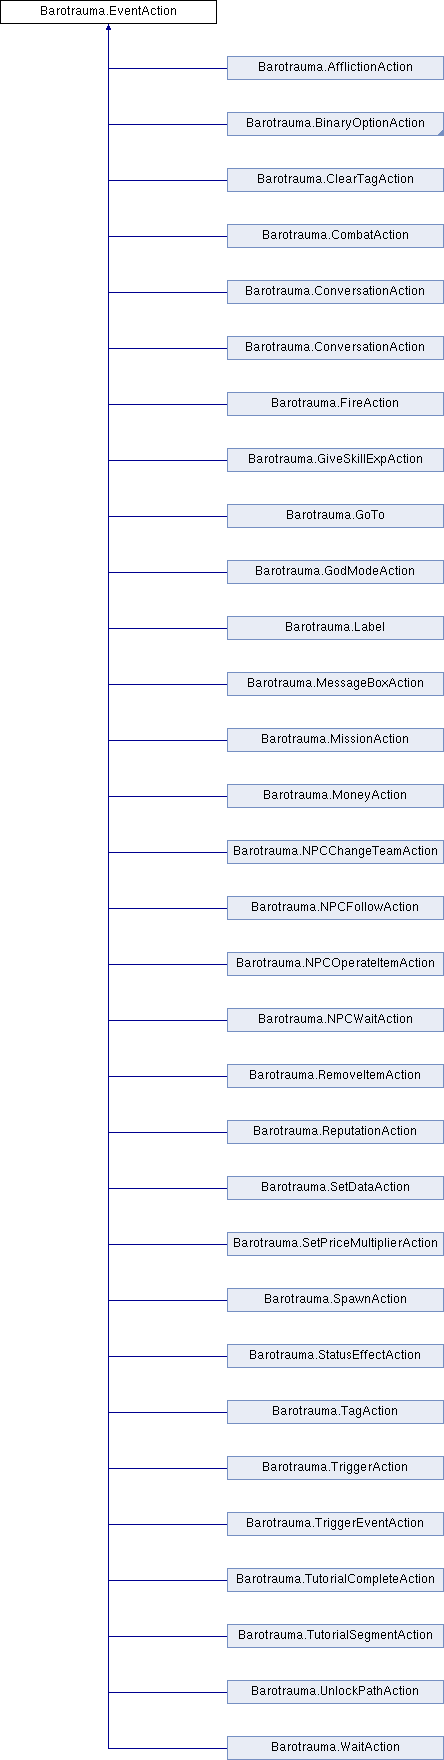 Barotrauma.EventAction
Barotrauma.AfflictionAction
Barotrauma.BinaryOptionAction
Barotrauma.ClearTagAction
Barotrauma.CombatAction
Barotrauma.ConversationAction
Barotrauma.ConversationAction
Barotrauma.FireAction
Barotrauma.GiveSkillExpAction
Barotrauma.GoTo
Barotrauma.GodModeAction
Barotrauma.Label
Barotrauma.MessageBoxAction
Barotrauma.MissionAction
Barotrauma.MoneyAction
Barotrauma.NPCChangeTeamAction
Barotrauma.NPCFollowAction
Barotrauma.NPCOperateItemAction
Barotrauma.NPCWaitAction
Barotrauma.RemoveItemAction
Barotrauma.ReputationAction
Barotrauma.SetDataAction
Barotrauma.SetPriceMultiplierAction
Barotrauma.SpawnAction
Barotrauma.StatusEffectAction
Barotrauma.TagAction
Barotrauma.TriggerAction
Barotrauma.TriggerEventAction
Barotrauma.TutorialCompleteAction
Barotrauma.TutorialSegmentAction
Barotrauma.UnlockPathAction
Barotrauma.WaitAction